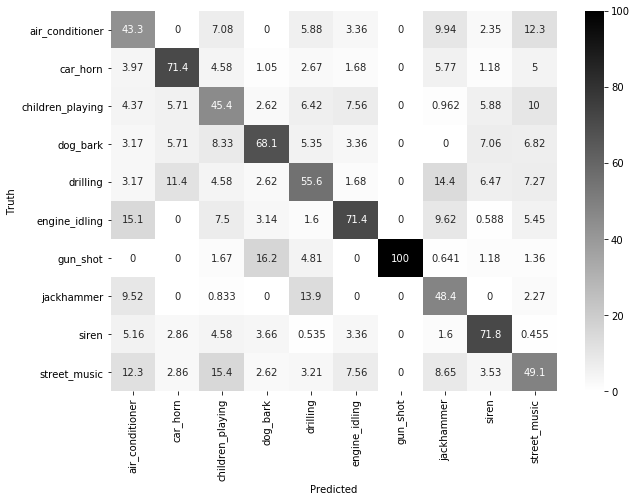 100
air_conditioner 43.3 0 7.08 0 5.88 3.36 0 9.94 2.35 12.3
car_horn 3.97 71.4 4.58 1.05 2.67 1.68 0 5.77 1.18 5
80
children_playing 4.37 5.71 45.4 2.62 6.42 7.56 0 0.962 5.88 10
dog_bark 3.17 5.71 8.33 68.1 5.35 3.36 0 0 7.06 6.82
60
drilling 3.17 11.4 4.58 2.62 55.6 1.68 0 14.4 6.47 7.27
Truth
engine_idling 15.1 0 7.5 3.14 1.6 71.4 0 9.62 0.588 5.45
40
gun_shot 0 0 1.67 16.2 4.81 0 100 0.641 1.18 1.36
jackhammer 9.52 0 0.833 0 13.9 0 0 48.4 0 2.27
20
siren 5.16 2.86 4.58 3.66 0.535 3.36 0 1.6 71.8 0.455
street_music 12.3 2.86 15.4 2.62 3.21 7.56 0 8.65 3.53 49.1
0
air_conditioner
car_horn
children_playing
dog_bark
drilling
engine_idling
gun_shot
jackhammer
siren
street_music
Predicted